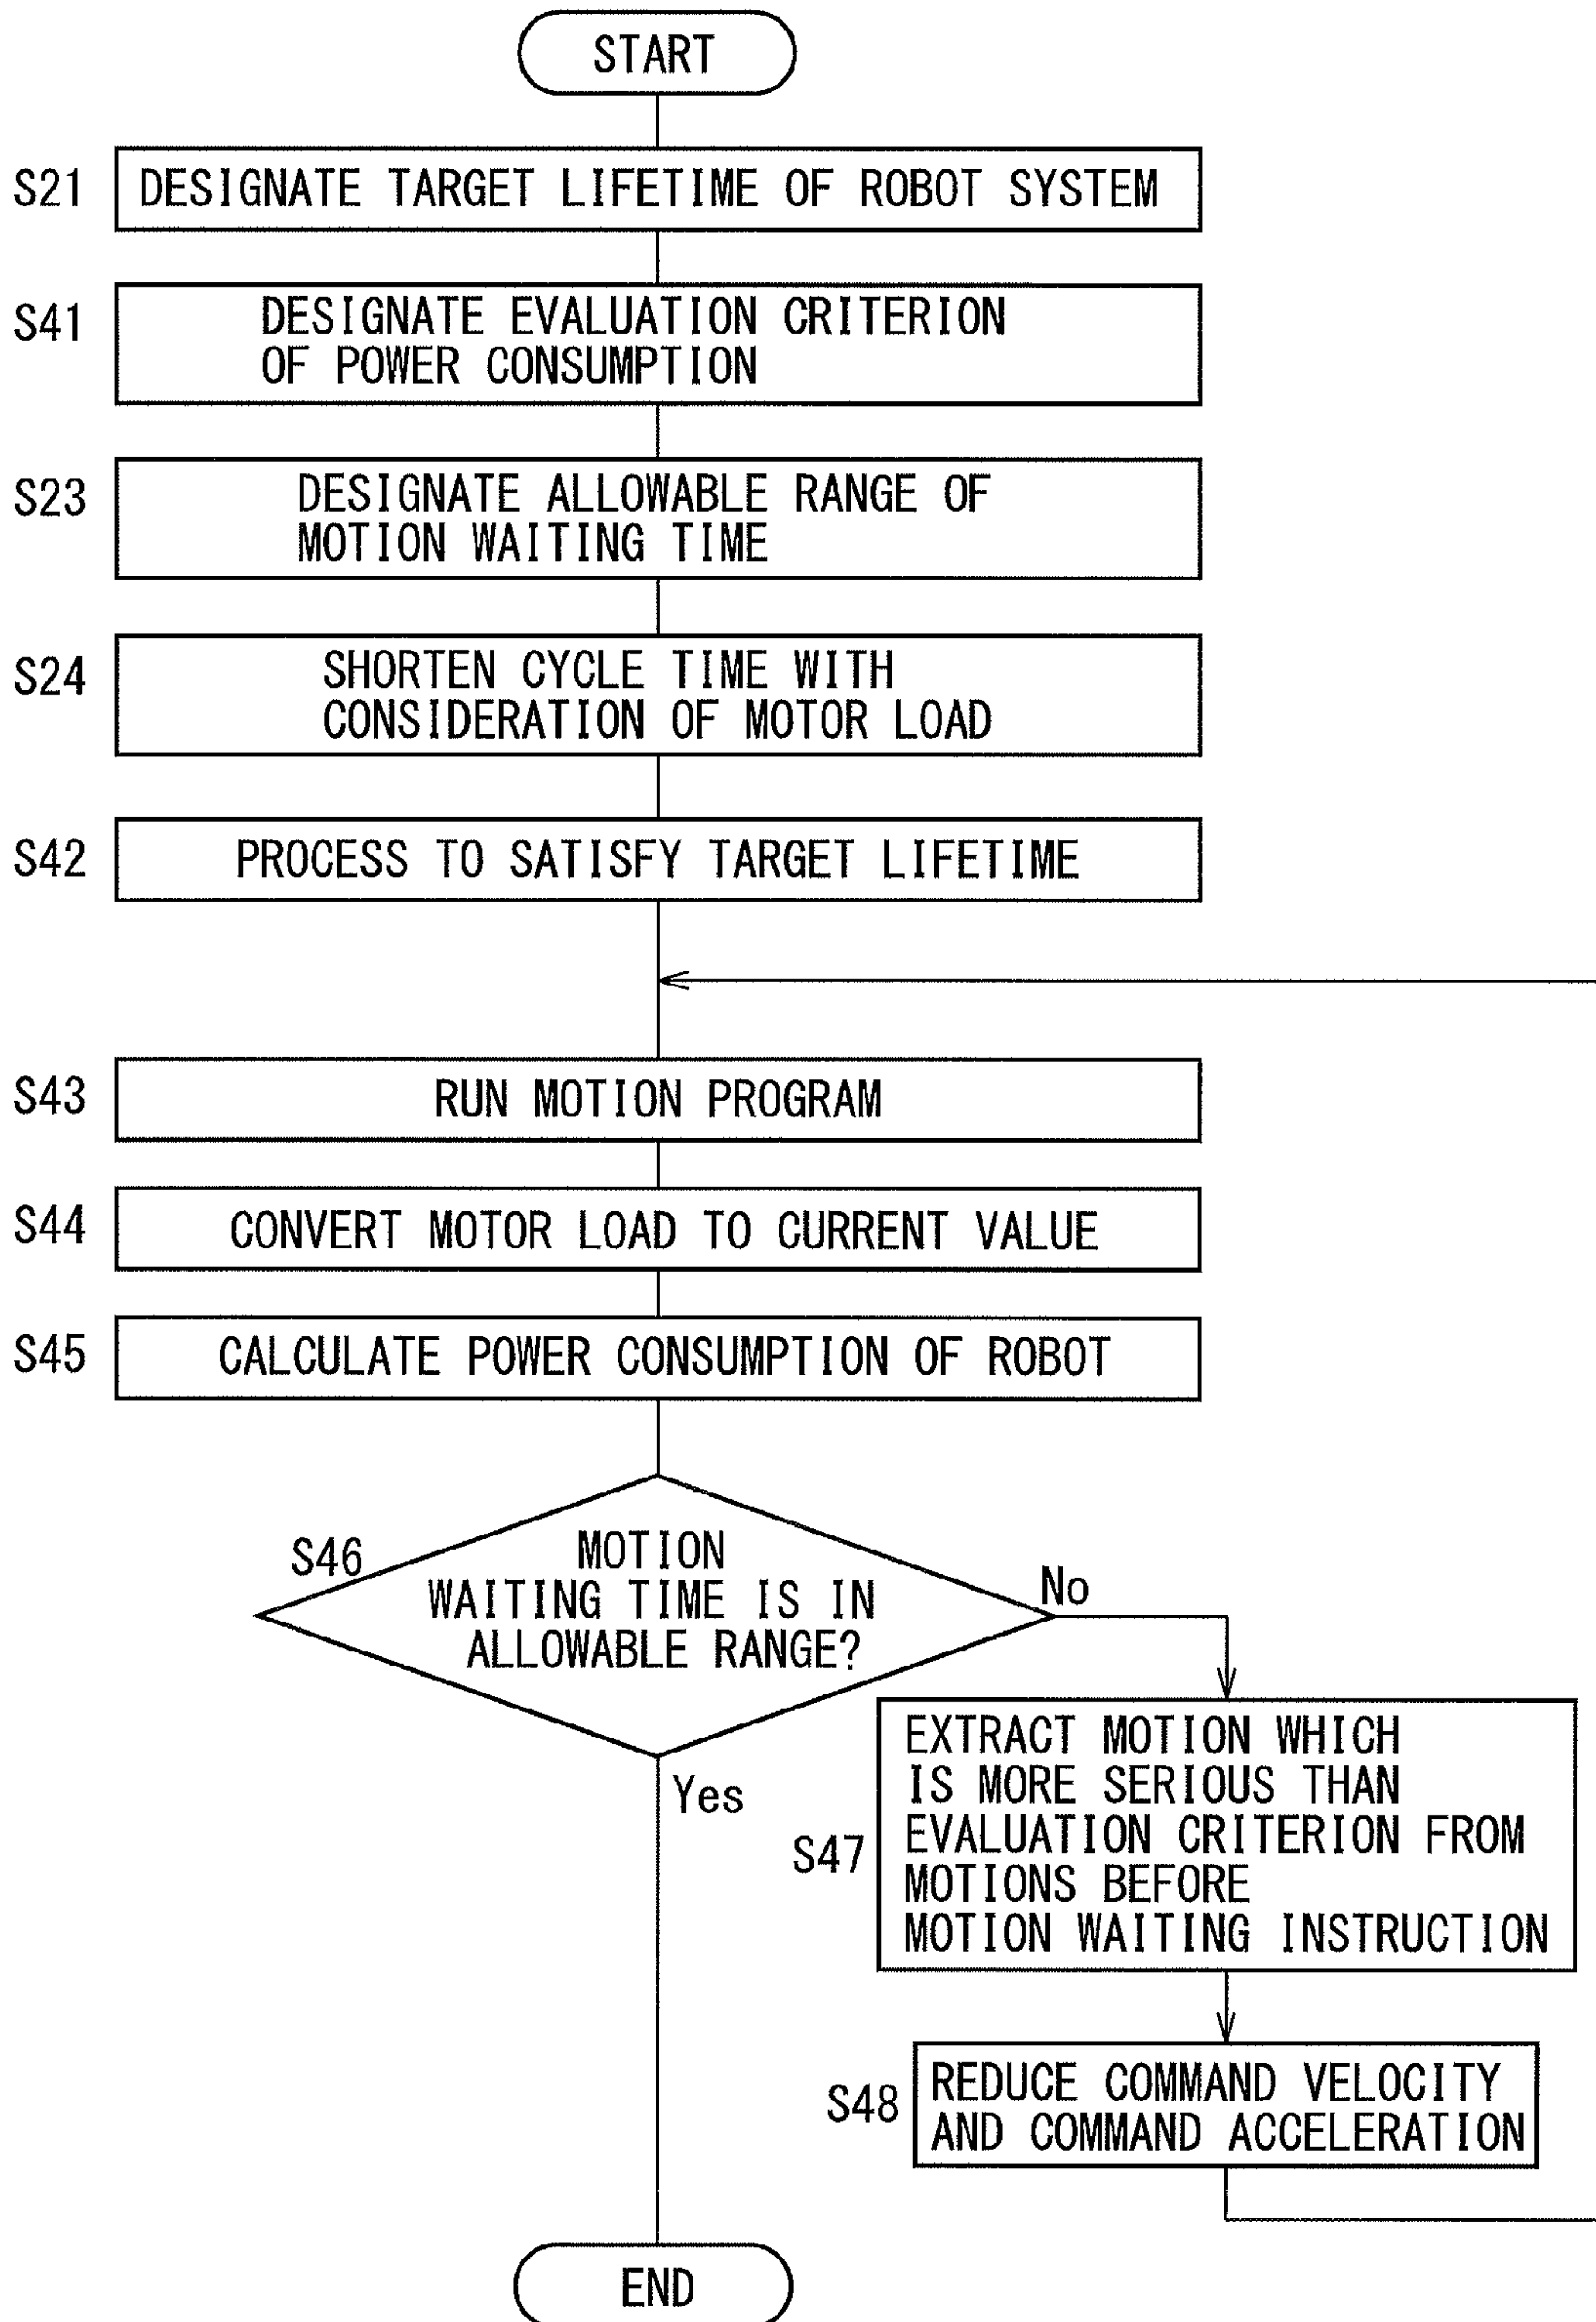 START
S21
DESIGNATE TARGET LIFETIME OF ROBOT SYSTEM
S41
DESIGNATE EVALUATION CRITERION
OF POWER CONSUMPTION
S23
DESIGNATE ALLOWABLE RANGE OF
MOTION WAITING TIME
S24
SHORTEN CYCLE TIME WITH
CONSIDERATION OF MOTOR LOAD
S42
PROCESS TO SATISFY TARGET LIFETIME
S43
RUN MOTION PROGRAM
S44
CONVERT MOTOR LOAD TO CURRENT VALUE
S45
CALCULATE POWER CONSUMPTION OF ROBOT
S46
MOTION
WAITING TIME IS IN
ALLOWABLE RANGE?
No
Yes
S47
EXTRACT MOTION WHICH
IS MORE SERIOUS THAN
EVALUATION CRITERION FROM
MOTIONS BEFORE
MOTION WAITING INSTRUCTION
S48
REDUCE COMMAND VELOCITY
AND COMMAND ACCELERATION
END